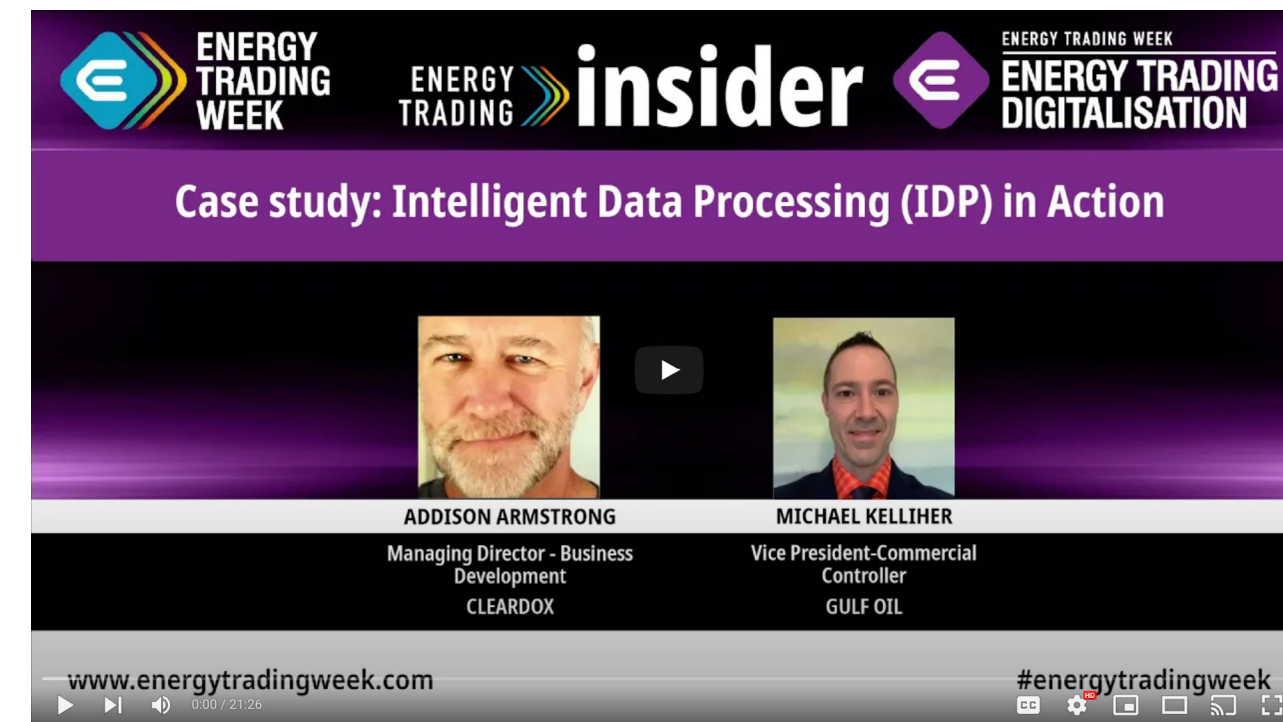 ENERGY
TRADING
WEEK
ENERGY
TRADING
insider
ENERGY TRADING WEEK
ENERGY TRADING
DIGITALISATION
Case study: Intelligent Data Processing (IDP) in Action
ADDISON ARMSTRONG
Managing Director - Business
Development
CLEARDOX
MICHAEL KELLIHER
Vice President-Commercial
Controller
GULF OIL
www.energytradingweek.com
#energytradingweek
0:00 / 21:26
CC
HD